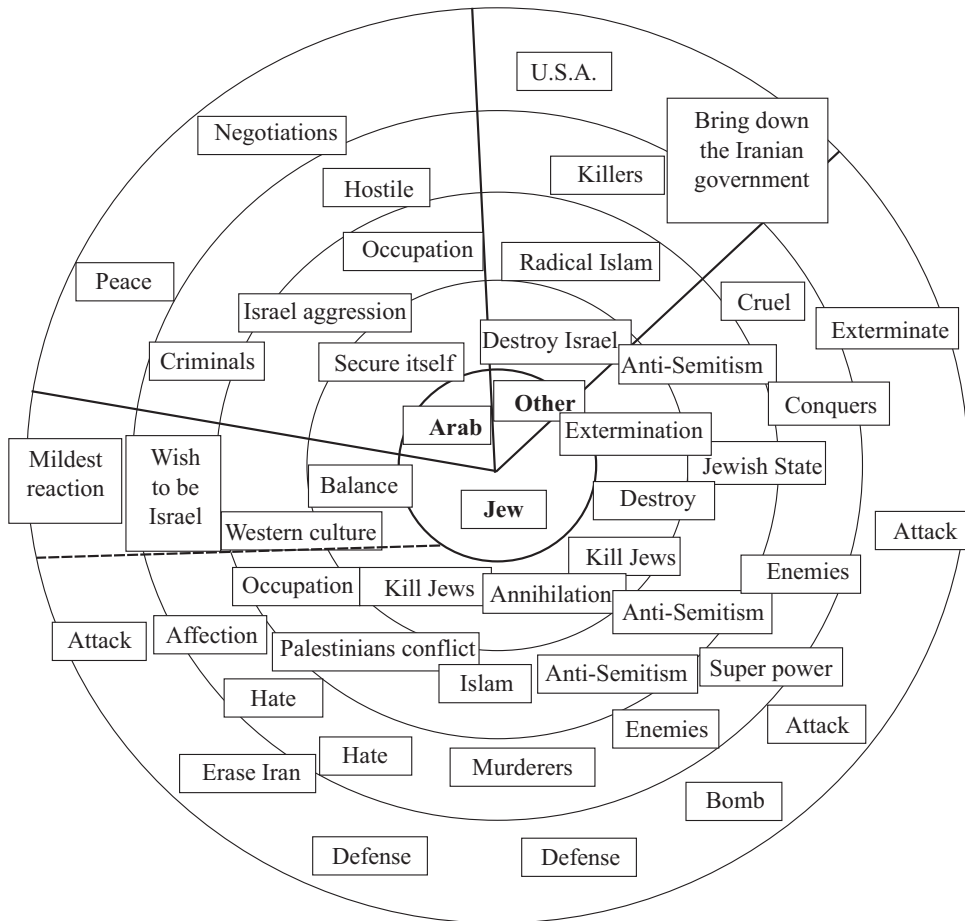 U.S.A.
Negotiations
Bring down
the Iranian
government
Killers
Hostile
Occupation
Radical Islam
Peace
Cruel
Israel aggression
Exterminate
Destroy Israel
Criminals
Secure itself
Anti-Semitism
Other
Conquers
Arab
Extermination
Mildest
reaction
Wish
to be
Israel
Balance
Jewish State
Destroy
Jew
Western culture
Attack
Kill Jews
Enemies
Occupation
Kill Jews
Annihilation
Anti-Semitism
Attack
Affection
Palestinians conflict
Islam
Anti-Semitism
Super power
Hate
Enemies
Attack
Hate
Erase Iran
Murderers
Bomb
Defense
Defense